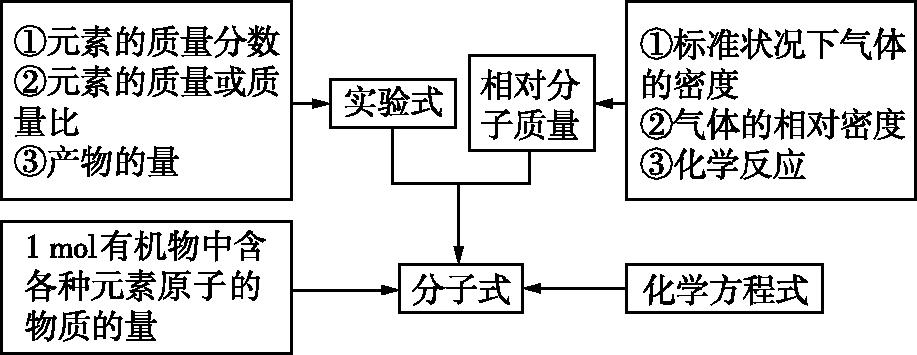 ①元素的质量分数
②元素的质量或质
量比
③产物的量
实验式
相对分
子质量
①标准状况下气体
的密度
②气体的相对密度
③化学反应
1 mol有机物中含
各种元素原子的
物质的量
分子式
化学方程式